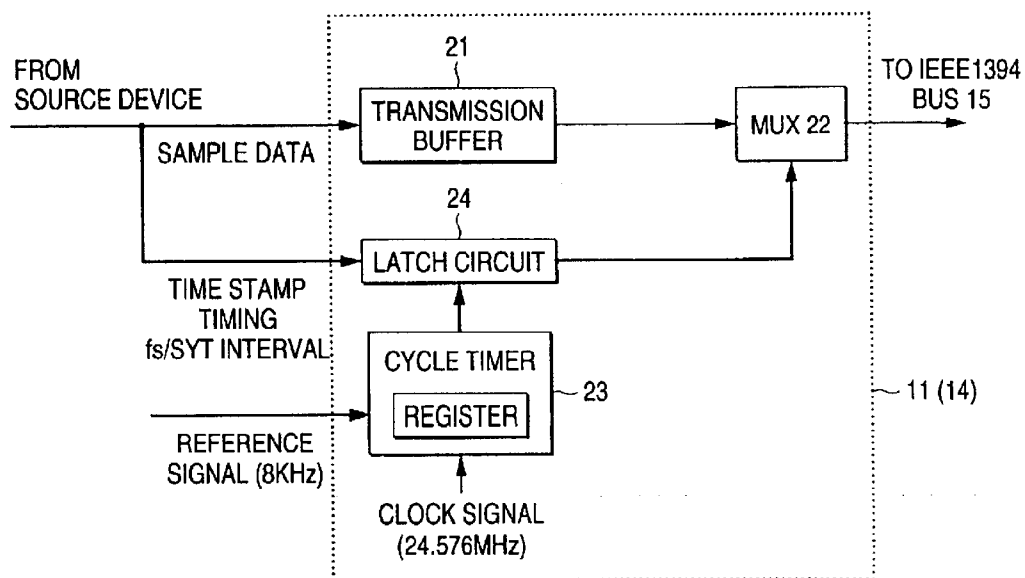 FROM
SOURCE DEVICE
SAMPLE DATA
21
TRANSMISSION
BUFFER
MUX 22
TO IEEE1394
BUS 15
24
LATCH CIRCUIT
TIME STAMP
TIMING
fs/SYT INTERVAL
CYCLE TIMER
REGISTER
23
11 (14)
REFERENCE
SIGNAL (8KHz)
CLOCK SIGNAL
(24.576MHz)